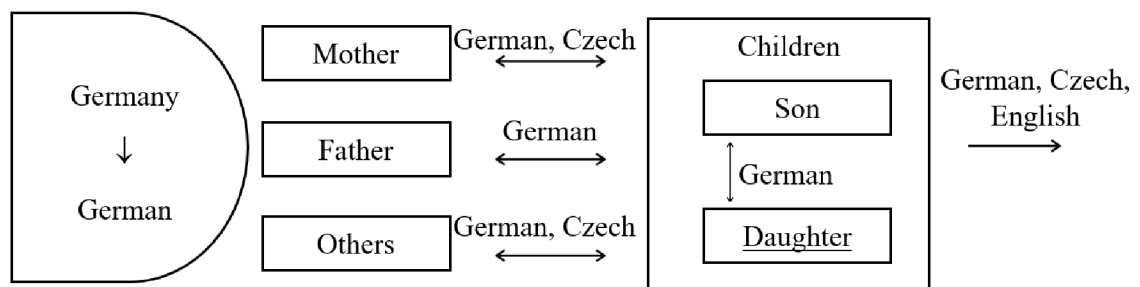 Germany
↓
German
Mother
Father
Others
German, Czech
German
German, Czech
Children
Son
German
Daughter
German, Czech,
English